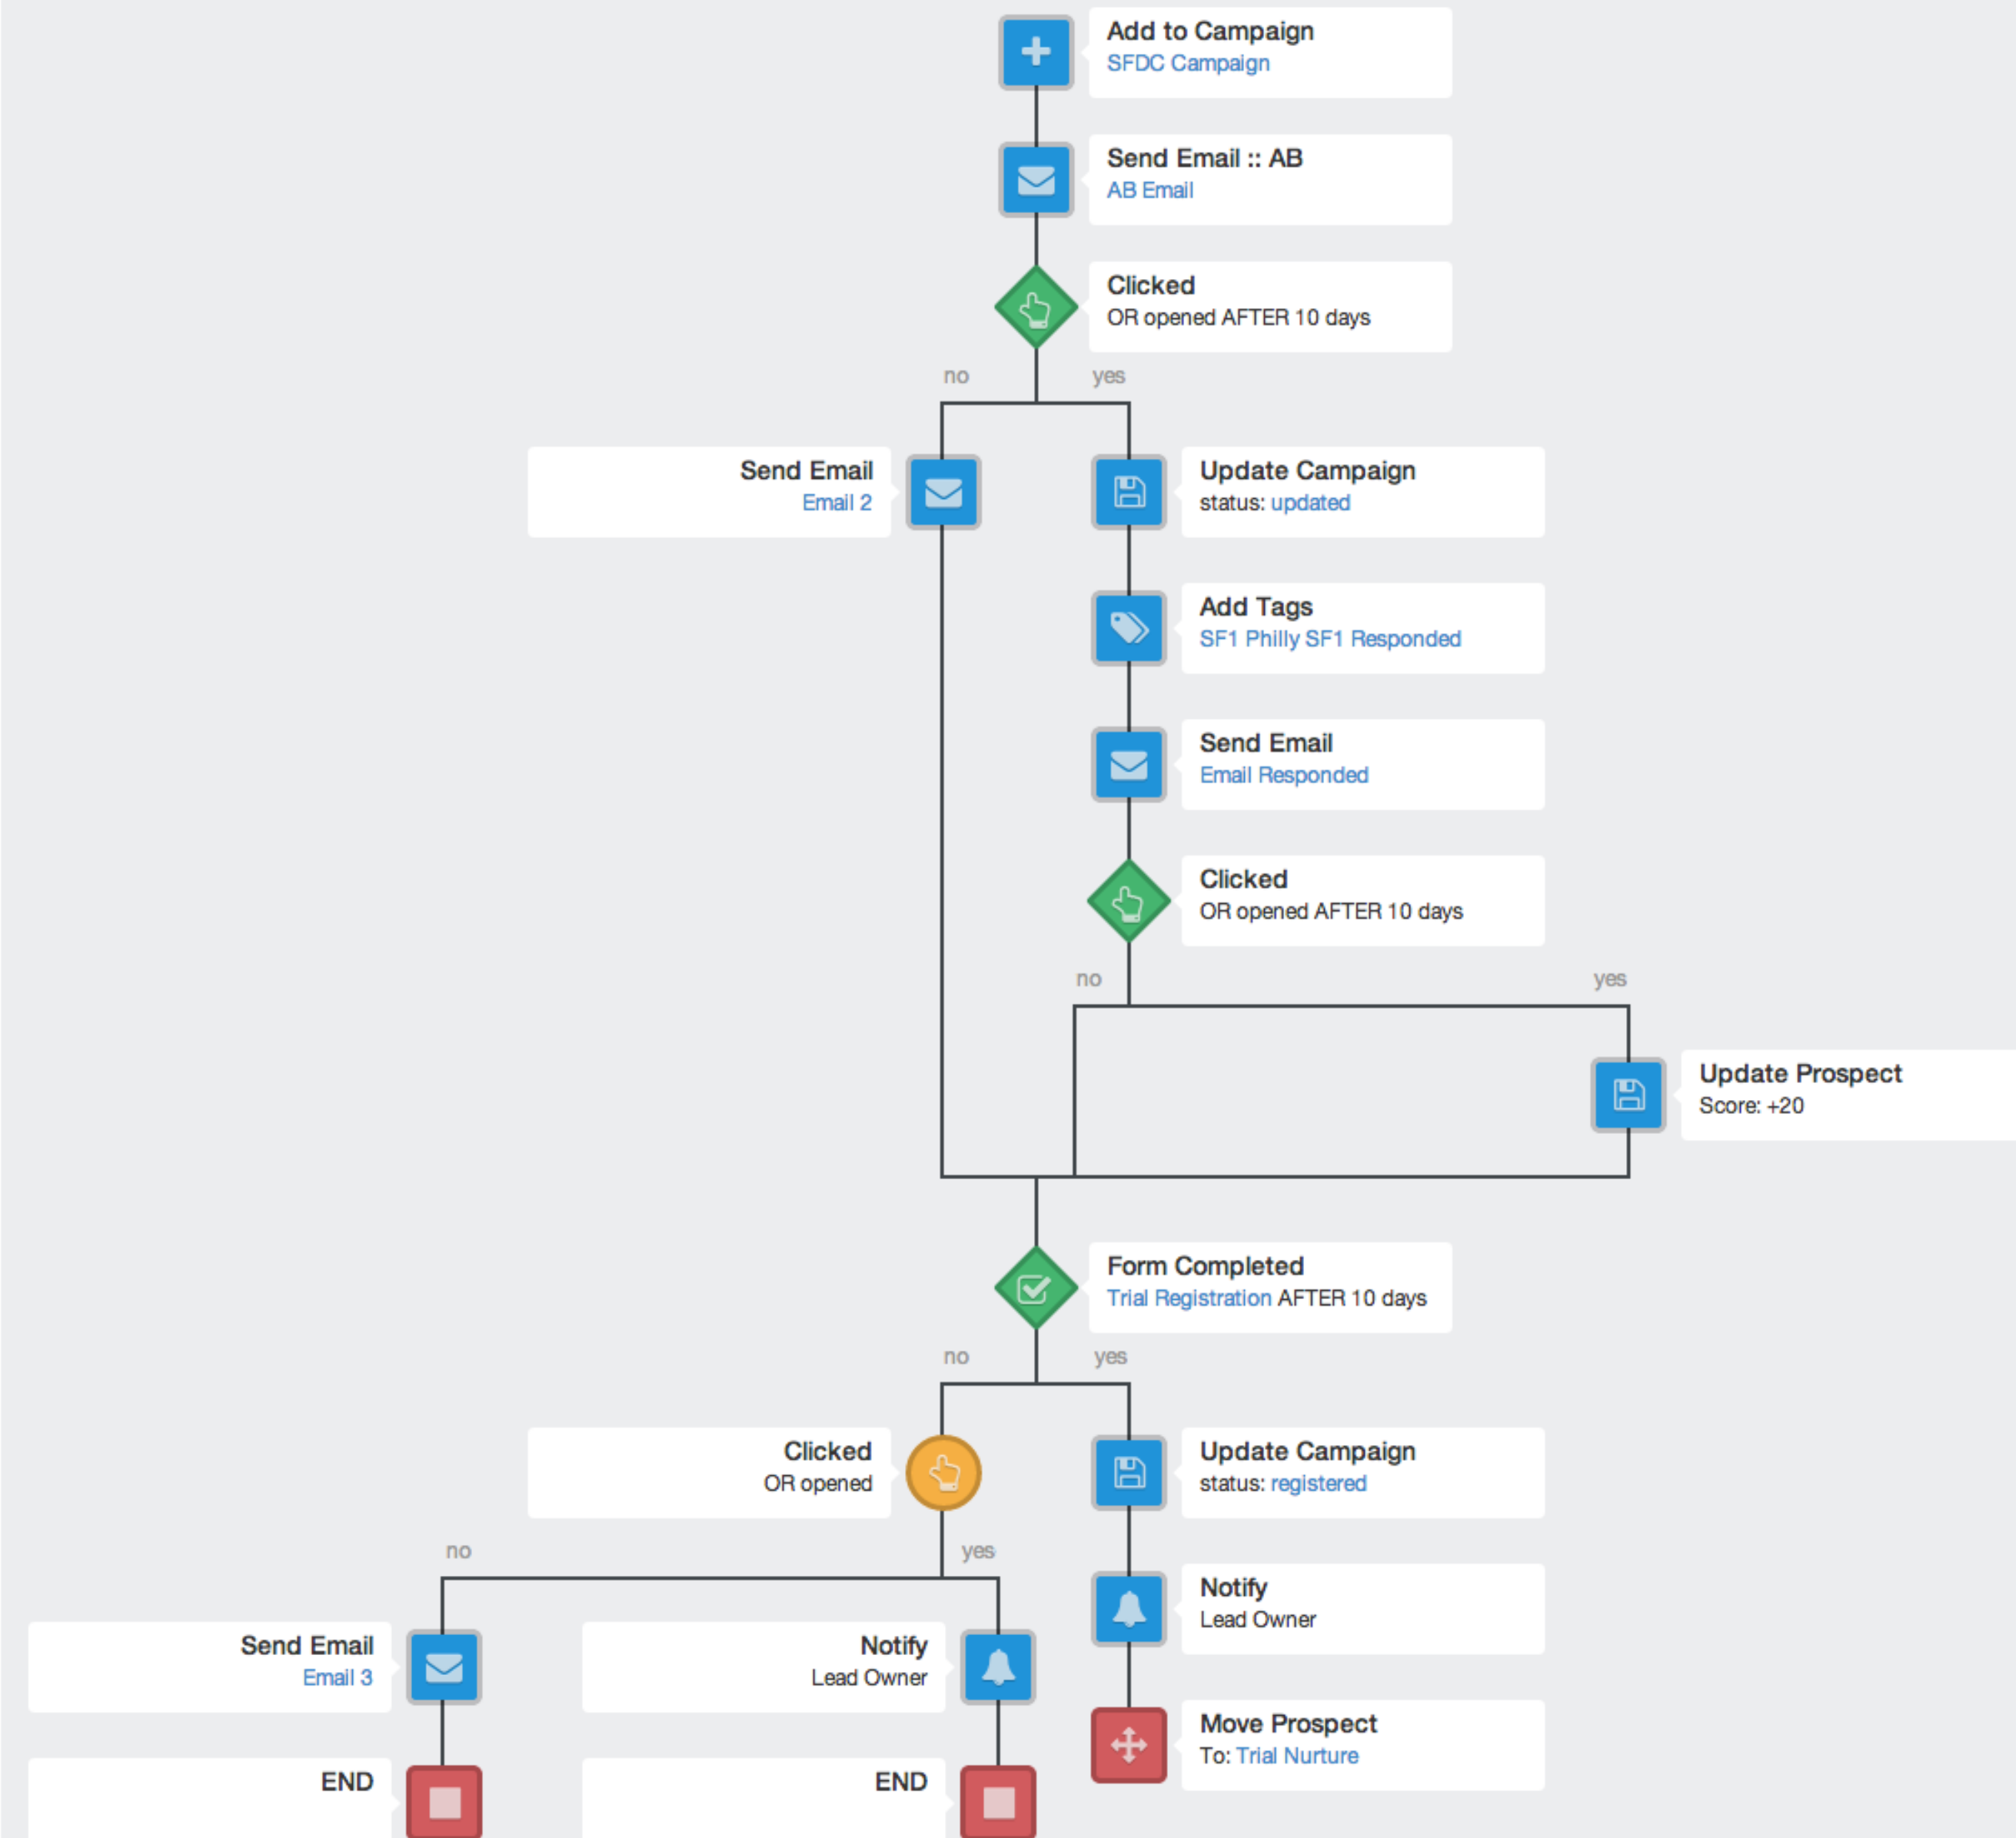 Add to Campaign
SFDC Campaign
Send Email :: AB
AB Email
Clicked
OR opened AFTER 10 days
no
yes
Send Email
Email 2
Update Campaign
status: updated
Add Tags
SF1 Philly SF1 Responded
Send Email
Email Responded
Clicked
OR opened AFTER 10 days
no
yes
Update Prospect
Score: +20
Form Completed
Trial Registration AFTER 10 days
no
yes
Clicked
OR opened
Update Campaign
status: registered
no
yes
Notify
Lead Owner
Send Email
Email 3
Notify
Lead Owner
Move Prospect
To: Trial Nurture
END
END